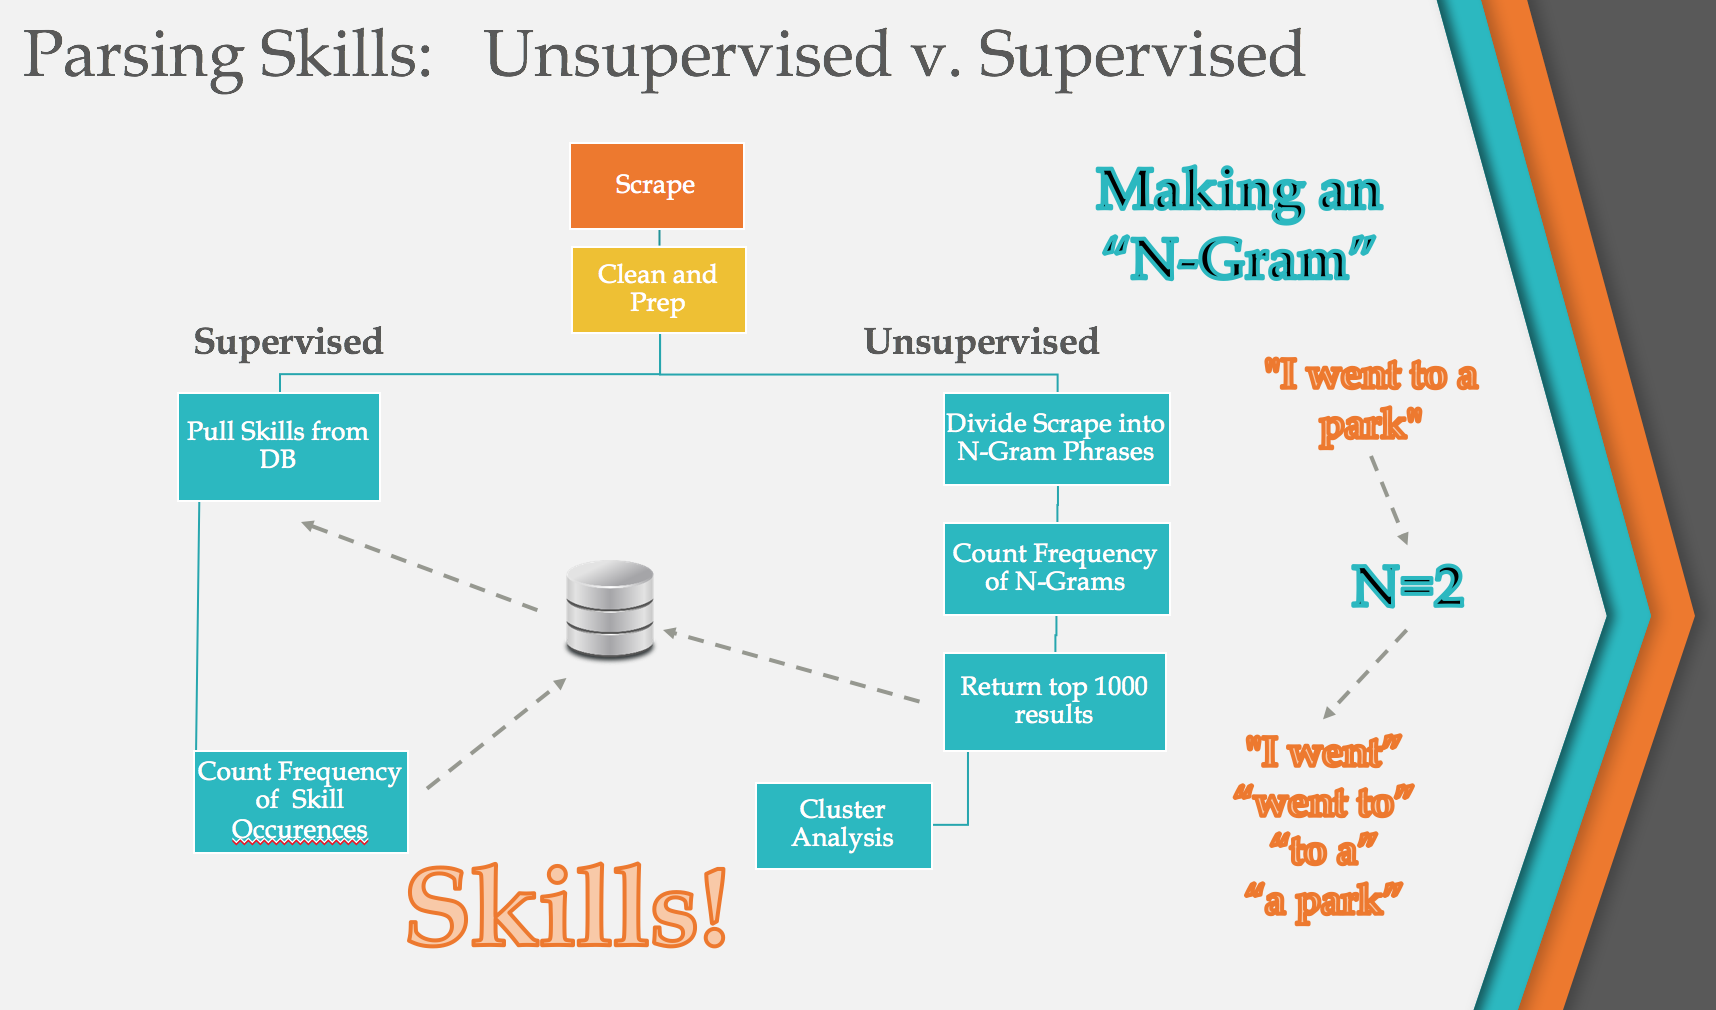 Parsing Skills: Unsupervised v. Supervised
Scrape
Clean and
Prep
Supervised
Unsupervised
Pull Skills from
DB
Count Frequency
of Skill
Occurences
Divide Scrape into
N-Gram Phrases
Count Frequency
of N-Grams
Return top 1000
results
Cluster
Analysis
Skills!
Making an
“N-Gram”
"I went to a
park"
N=2
"I went”
“went to”
“to a”
“a park”